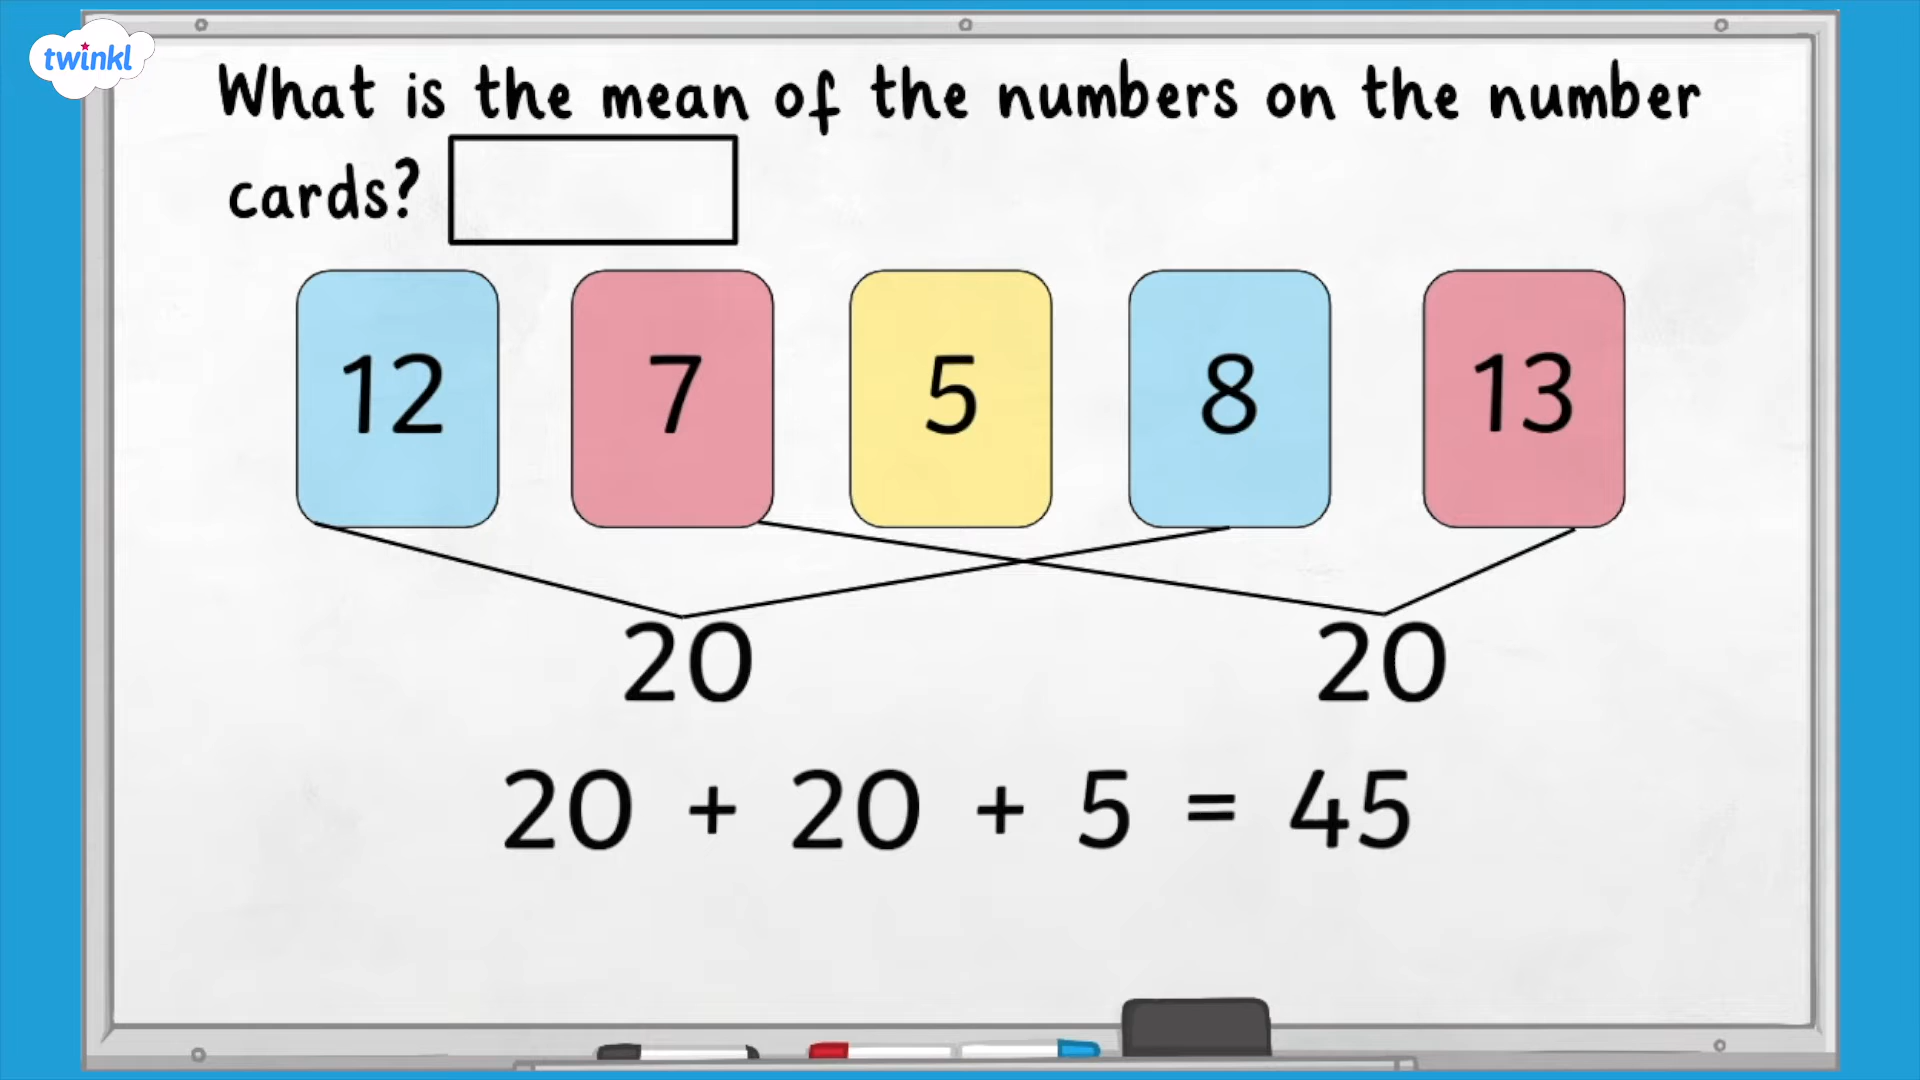 twinkl
What is the mean of the numbers on the number
cards?
12 7 5 8 13
20 20
20 + 20 + 5 = 45